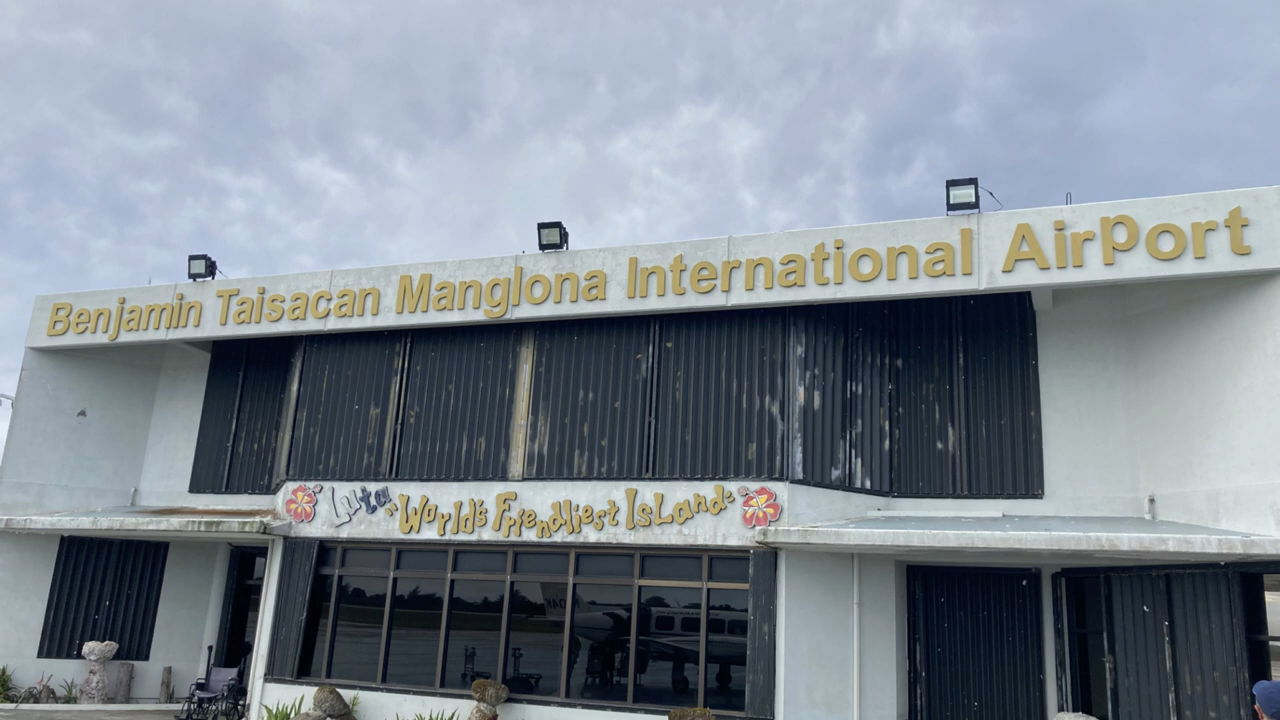 Benjamin Taisacan Manglona International Airport
Luta "World's Friendliest Island"